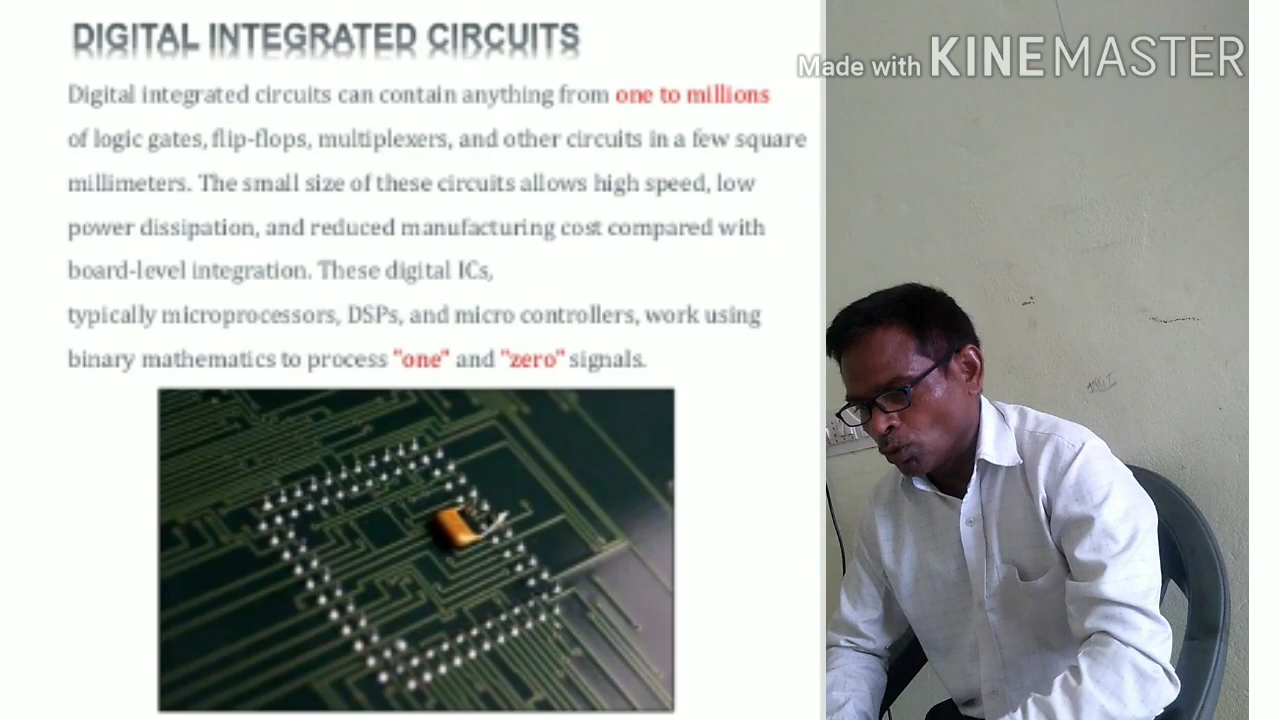 DIGITAL INTEGRATED CIRCUITS
Digital integrated circuits can contain anything from one to millions
of logic gates, flip-flops, multiplexers, and other circuits in a few square
millimeters. The small size of these circuits allows high speed, low
power dissipation, and reduced manufacturing cost compared with
board-level integration. These digital ICs,
typically microprocessors, DSPs, and micro controllers, work using
binary mathematics to process "one" and "zero" signals.
Made with KINEMASTER